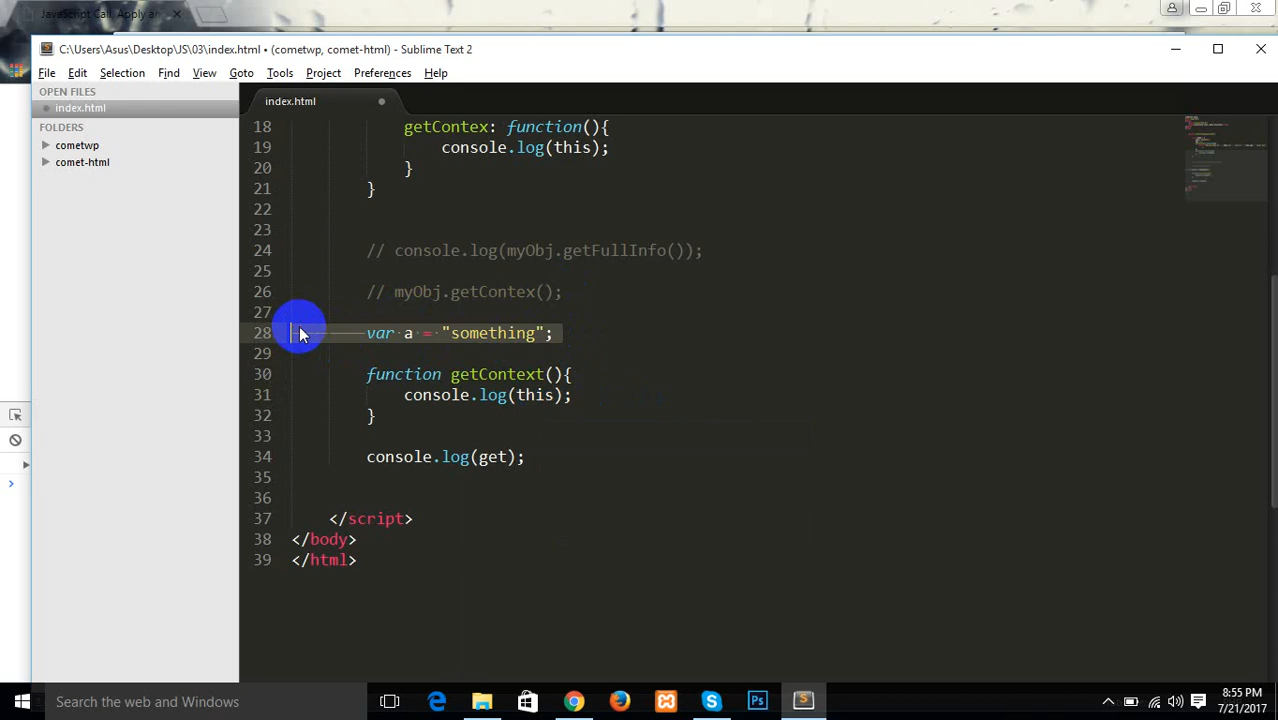 JavaScript Call, Apply a
C:\Users\Asus\Desktop\JS\03\index.html • (cometwp, comet-html) - Sublime Text 2
File Edit Selection Find View Goto Tools Project Preferences Help
OPEN FILES
index.html
FOLDERS
cometwp
comet-html
index.html
18 getContex: function(){
19 console.log(this);
20 }
21 }
22
23
24 // console.log(myObj.getFullInfo());
25
26 // myObj.getContex();
27
28 var a = "something";
29
30 function getContext(){
31 console.log(this);
32 }
33
34 console.log(get);
35
36
37 </script>
38 </body>
39 </html>
Search the web and Windows
8:55 PM
7/21/2017